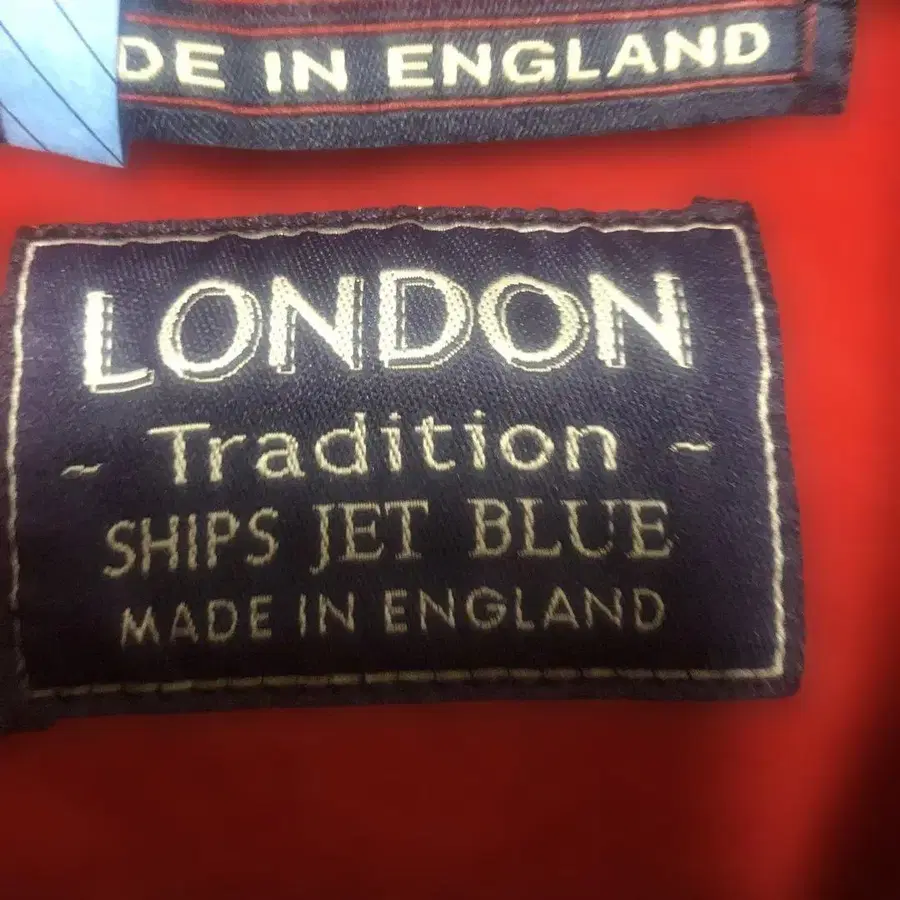 DE IN ENGLAND
LONDON
~ Tradition ~
SHIPS JET BLUE
MADE IN ENGLAND